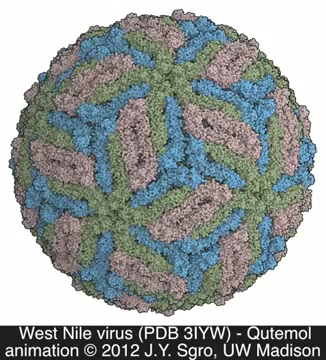 West Nile virus (PDB 3IYW) - Qutemol
animation © 2012 J.Y. Sgro, UW Madison